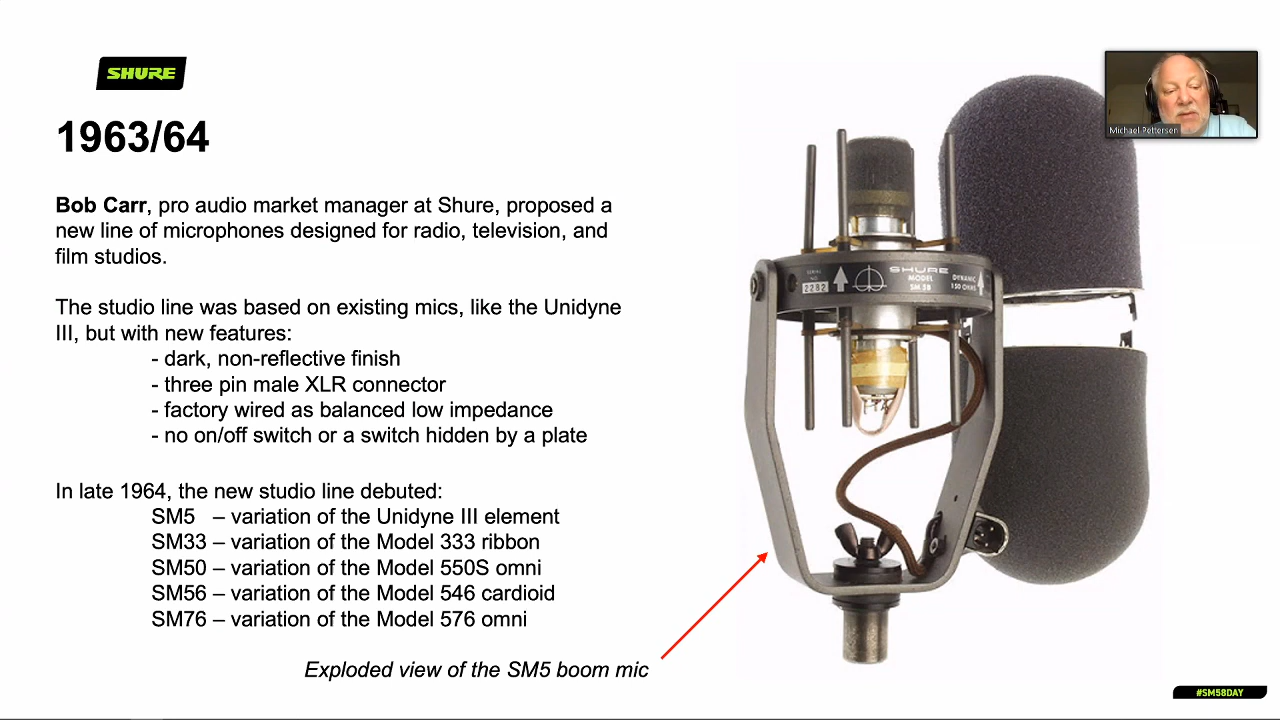 SHURE
1963/64
Bob Carr, pro audio market manager at Shure, proposed a
new line of microphones designed for radio, television, and
film studios.
The studio line was based on existing mics, like the Unidyne
III, but with new features:
- dark, non-reflective finish
- three pin male XLR connector
- factory wired as balanced low impedance
- no on/off switch or a switch hidden by a plate
In late 1964, the new studio line debuted:
SM5 – variation of the Unidyne III element
SM33 – variation of the Model 333 ribbon
SM50 – variation of the Model 550S omni
SM56 – variation of the Model 546 cardioid
SM76 – variation of the Model 576 omni
Exploded view of the SM5 boom mic
SERIAL
NO.
2282
SHURE
MODEL
SM 5B
DYNAMIC
150 OHMS
Michael Pettersen
#SM58DAY